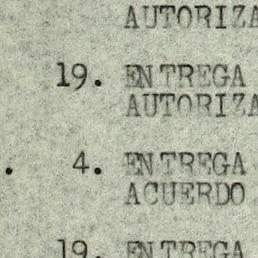 AUTORIZA
19. ENTREGA
AUTORIZA
. 4. ENTREGA
ACUERDO
19. ENTREGA